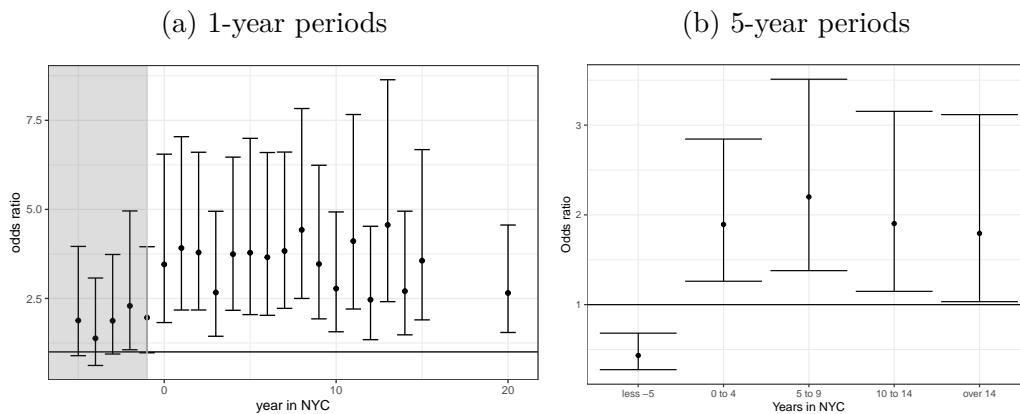 (a) 1-year periods
7.5
5.0
2.5
odds ratio
0
10
20
year in NYC
(b) 5-year periods
3
2
1
Odds ratio
less −5
0 to 4
5 to 9
10 to 14
over 14
Years in NYC